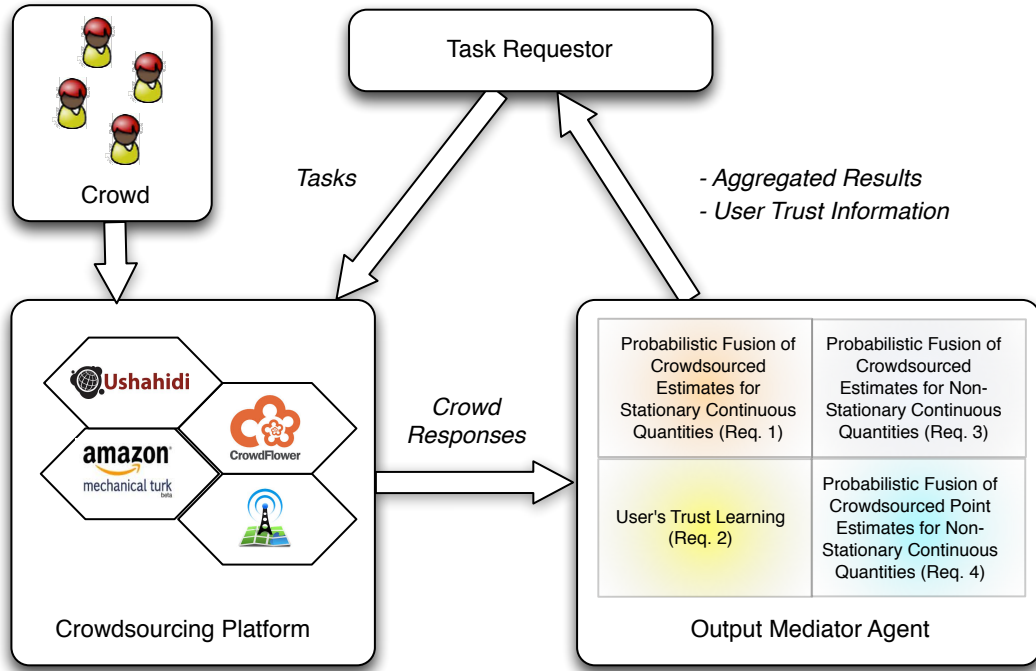 Task Requestor
Crowd
Tasks
- Aggregated Results
- User Trust Information
Ushahidi
CrowdFlower
amazon
mechanical turk
beta
Crowdsourcing Platform
Crowd
Responses
Probabilistic Fusion of
Crowdsourced
Estimates for
Stationary Continuous
Quantities (Req. 1)
Probabilistic Fusion of
Crowdsourced
Estimates for Non-
Stationary Continuous
Quantities (Req. 3)
User's Trust Learning
(Req. 2)
Probabilistic Fusion of
Crowdsourced Point
Estimates for Non-
Stationary Continuous
Quantities (Req. 4)
Output Mediator Agent